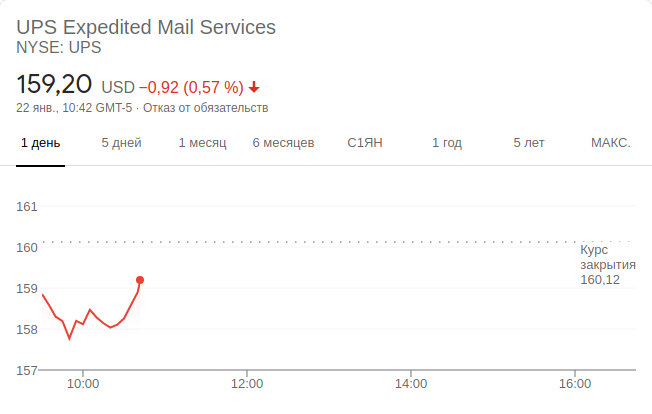 UPS Expedited Mail Services
NYSE: UPS
159,20 USD −0,92 (0,57 %)
22 янв., 10:42 GMT-5 · Отказ от обязательств
1 день 5 дней 1 месяц 6 месяцев С1ЯН 1 год 5 лет МАКС.
161
160
159
158
157
Курс
закрытия
160,12
10:00 12:00 14:00 16:00